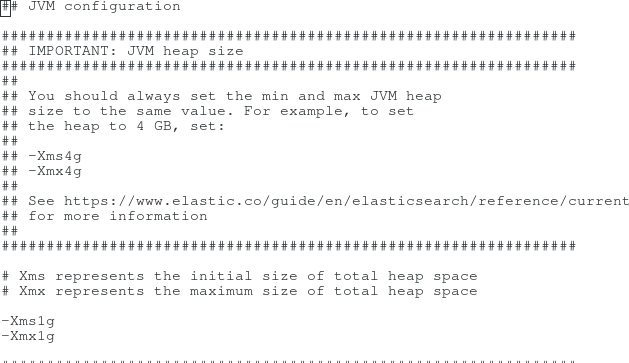 ## JVM configuration
################################################################
## IMPORTANT: JVM heap size
################################################################
##
## You should always set the min and max JVM heap
## size to the same value. For example, to set
## the heap to 4 GB, set:
##
## -Xms4g
## -Xmx4g
##
## See https://www.elastic.co/guide/en/elasticsearch/reference/current
## for more information
##
################################################################
# Xms represents the initial size of total heap space
# Xmx represents the maximum size of total heap space
-Xms1g
-Xmx1g